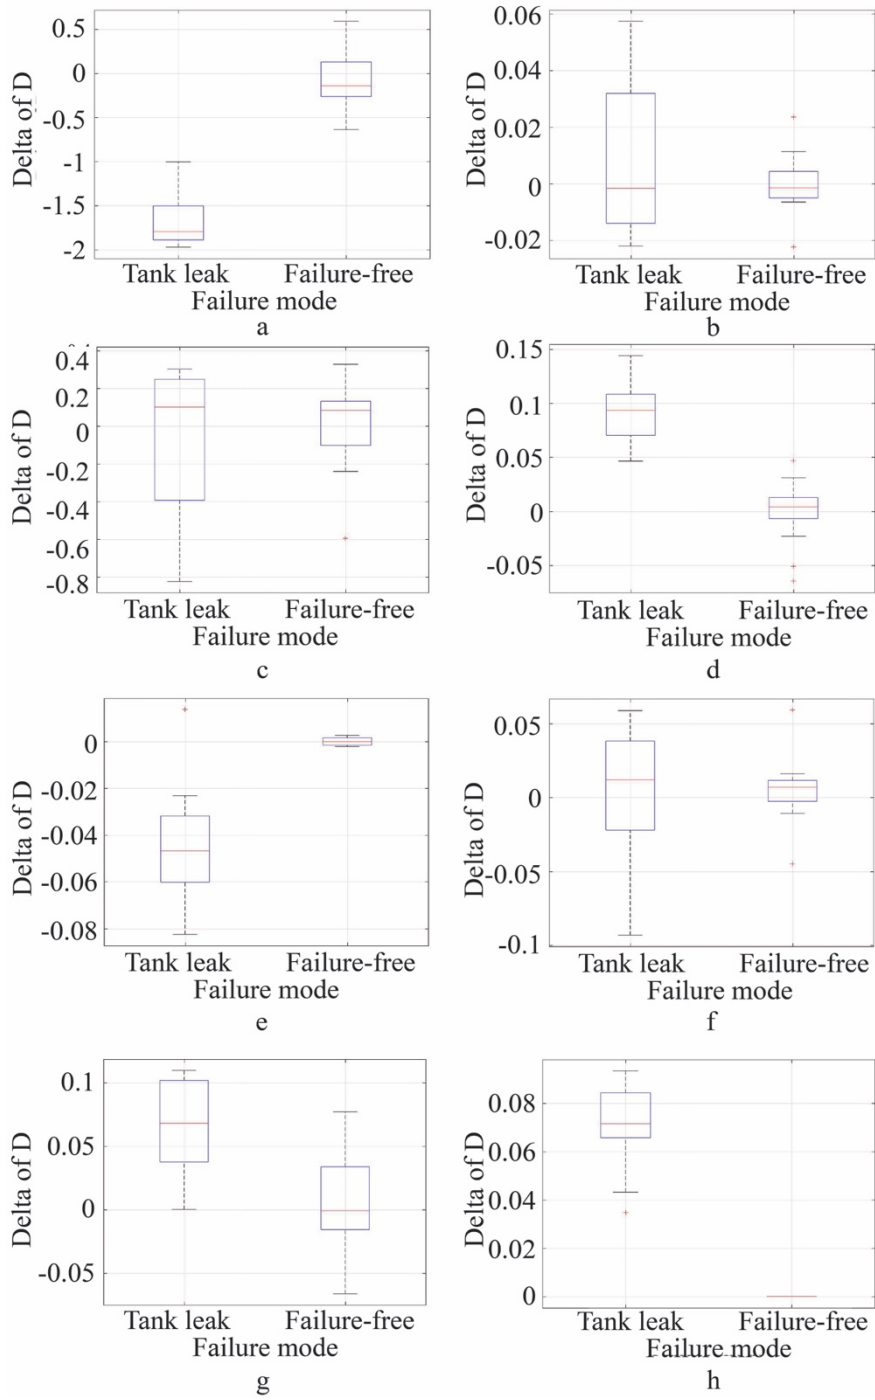 Delta of D
0.5
0
-0.5
-1
-1.5
-2
Tank leak Failure-free
Failure mode
a
Delta of D
0.06
0.04
0.02
0
-0.02
Tank leak Failure-free
Failure mode
b
Delta of D
0.4
0.2
0
-0.2
-0.4
-0.6
-0.8
Tank leak Failure-free
Failure mode
c
Delta of D
0.15
0.1
0.05
0
-0.05
Tank leak Failure-free
Failure mode
d
Delta of D
0
-0.02
-0.04
-0.06
-0.08
Tank leak Failure-free
Failure mode
e
Delta of D
0.05
0
-0.05
-0.1
Tank leak Failure-free
Failure mode
f
Delta of D
0.1
0.05
0
-0.05
Tank leak Failure-free
Failure mode
g
Delta of D
0.08
0.06
0.04
0.02
0
Tank leak Failure-free
Failure mode
h